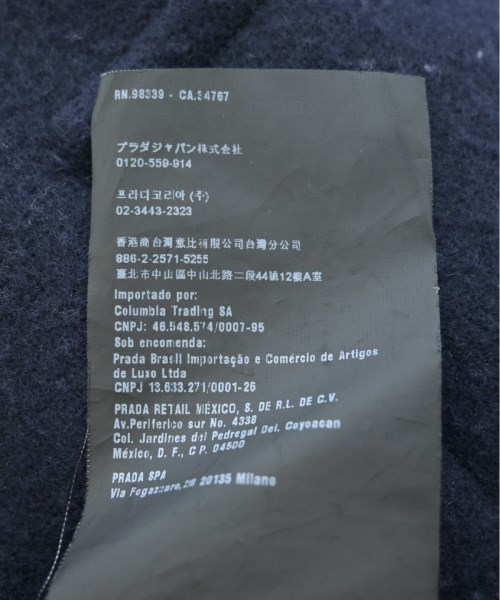 RN.98339 - CA.34767
プラダジャパン株式会社
0120-559-914
프라다코리아 (주)
02-3443-2323
香港商台灣重比有限公司台灣分公司
886-2-2571-5255
臺北市中山區中山北路二段44號12樓A室
Importado por:
Columbia Trading SA
CNPJ: 46.548.574/0007-95
Sob encomenda:
Prada Brasil Importação e Comércio de Artigos
de Luxo Ltda
CNPJ 13.633.271/0001-26
PRADA RETAIL MÉXICO, S. DE R.L. DE C.V.
Av.Periferico sur No. 4338
Col. Jardines del Pedregal Del. Coyoacan
México, D. F., C.P. 04500
PRADA SPA
Via Fogazzaro,28 20135 Milano